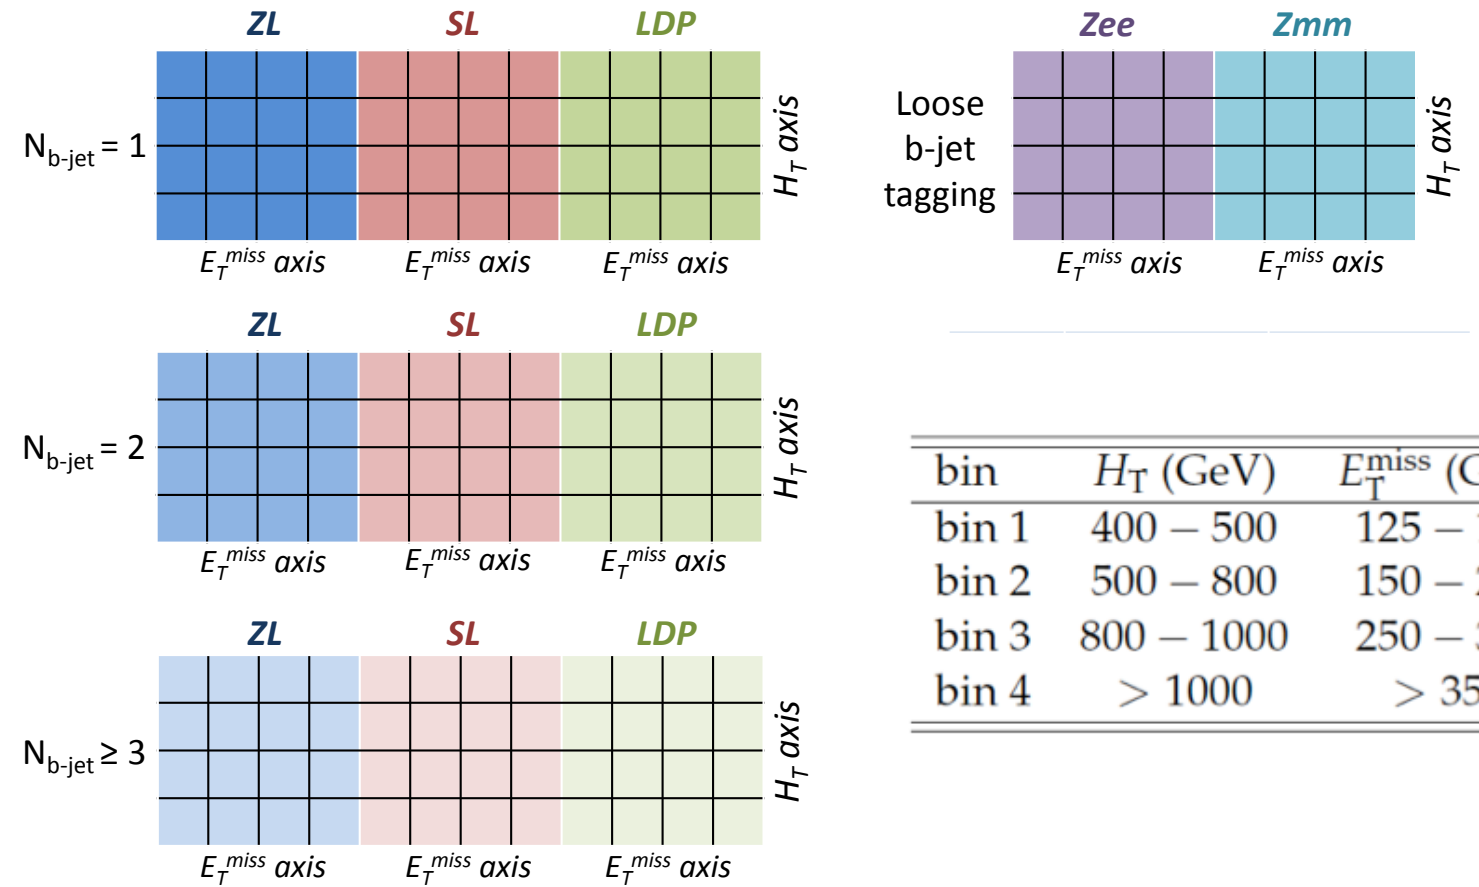 ZL SL LDP
N_b-jet = 1
H_T axis
E_T^miss axis E_T^miss axis E_T^miss axis
ZL SL LDP
N_b-jet = 2
H_T axis
E_T^miss axis E_T^miss axis E_T^miss axis
ZL SL LDP
N_b-jet ≥ 3
H_T axis
E_T^miss axis E_T^miss axis E_T^miss axis
Zee Zmm
Loose
b-jet
tagging
H_T axis
E_T^miss axis E_T^miss axis
bin H_T (GeV) E_T^miss (
bin 1 400 – 500 125 –
bin 2 500 – 800 150 –
bin 3 800 – 1000 250 –
bin 4 > 1000 > 35